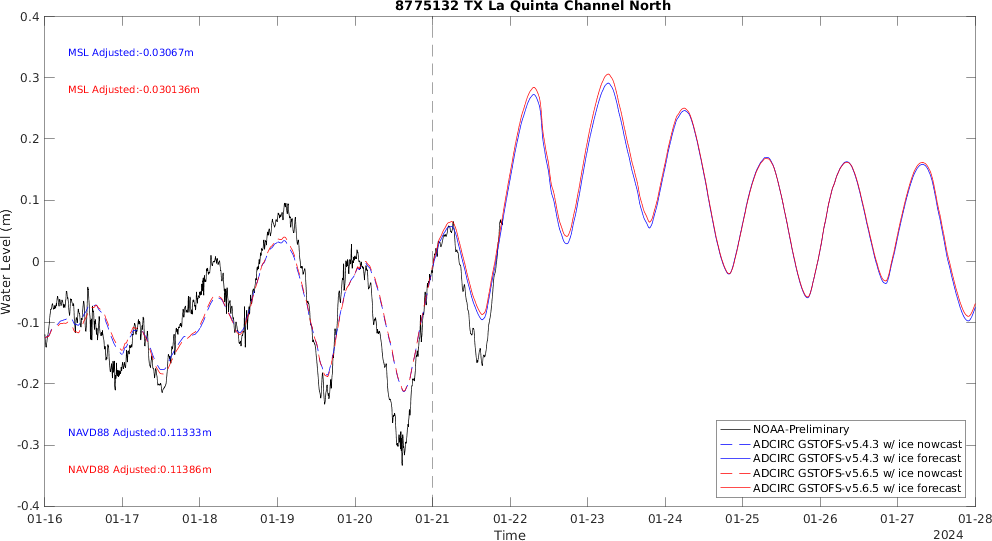 8775132 TX La Quinta Channel North
0.4
0.3
0.2
0.1
0
-0.1
-0.2
-0.3
-0.4
Water Level (m)
MSL Adjusted:-0.03067m
MSL Adjusted:-0.030136m
NAVD88 Adjusted:0.11333m
NAVD88 Adjusted:0.11386m
NOAA-Preliminary
ADCIRC GSTOFS-v5.4.3 w/ ice nowcast
ADCIRC GSTOFS-v5.4.3 w/ ice forecast
ADCIRC GSTOFS-v5.6.5 w/ ice nowcast
ADCIRC GSTOFS-v5.6.5 w/ ice forecast
01-16 01-17 01-18 01-19 01-20 01-21 01-22 01-23 01-24 01-25 01-26 01-27 01-28
Time
2024